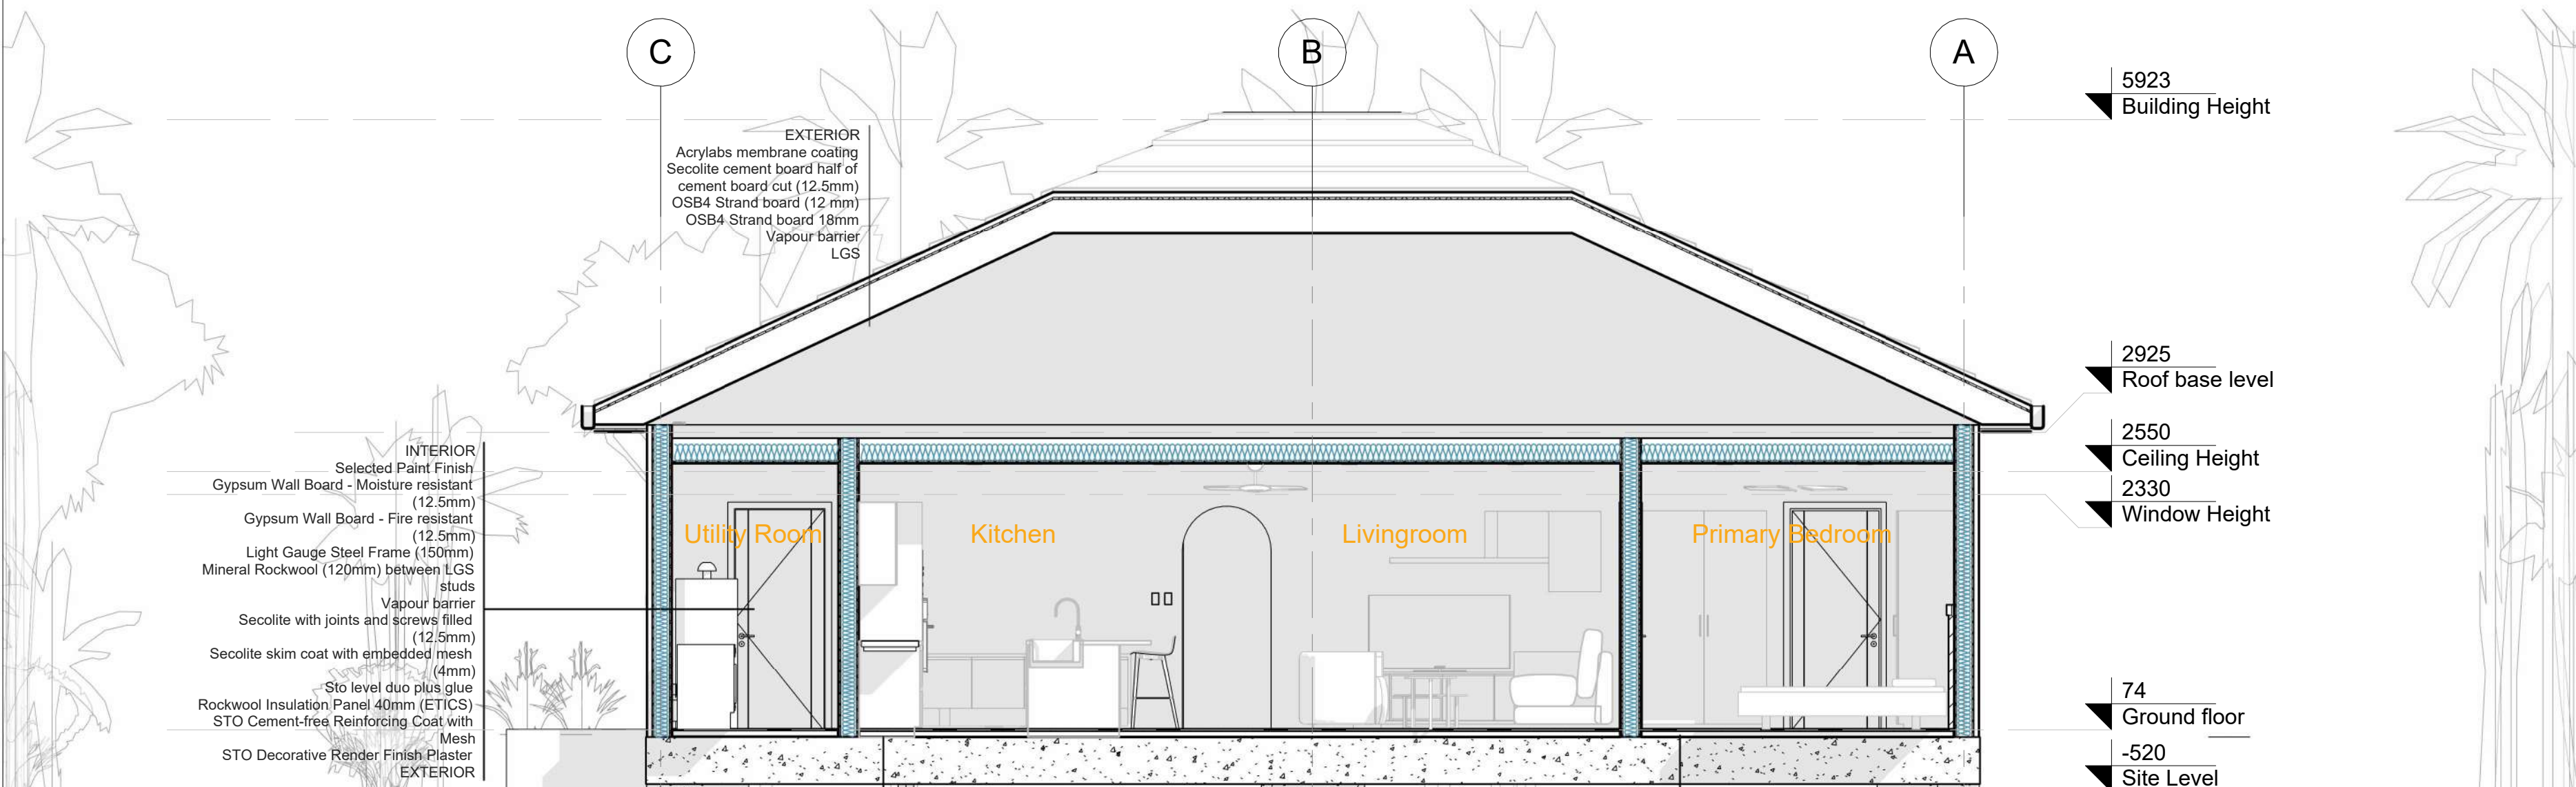 C
B
A
5923
Building Height
EXTERIOR
Acrylabs membrane coating
Secolite cement board half of
cement board cut (12.5mm)
OSB4 Strand board (12 mm)
OSB4 Strand board 18mm
Vapour barrier
LGS
2925
Roof base level
2550
Ceiling Height
2330
Window Height
INTERIOR
Selected Paint Finish
Gypsum Wall Board - Moisture resistant
(12.5mm)
Gypsum Wall Board - Fire resistant
(12.5mm)
Light Gauge Steel Frame (150mm)
Mineral Rockwool (120mm) between LGS
studs
Vapour barrier
Secolite with joints and screws filled
(12.5mm)
Secolite skim coat with embedded mesh
(4mm)
Sto level duo plus glue
Rockwool Insulation Panel 40mm (ETICS)
STO Cement-free Reinforcing Coat with
Mesh
STO Decorative Render Finish Plaster
EXTERIOR
Utility Room
Kitchen
Livingroom
Primary Bedroom
74
Ground floor
-520
Site Level